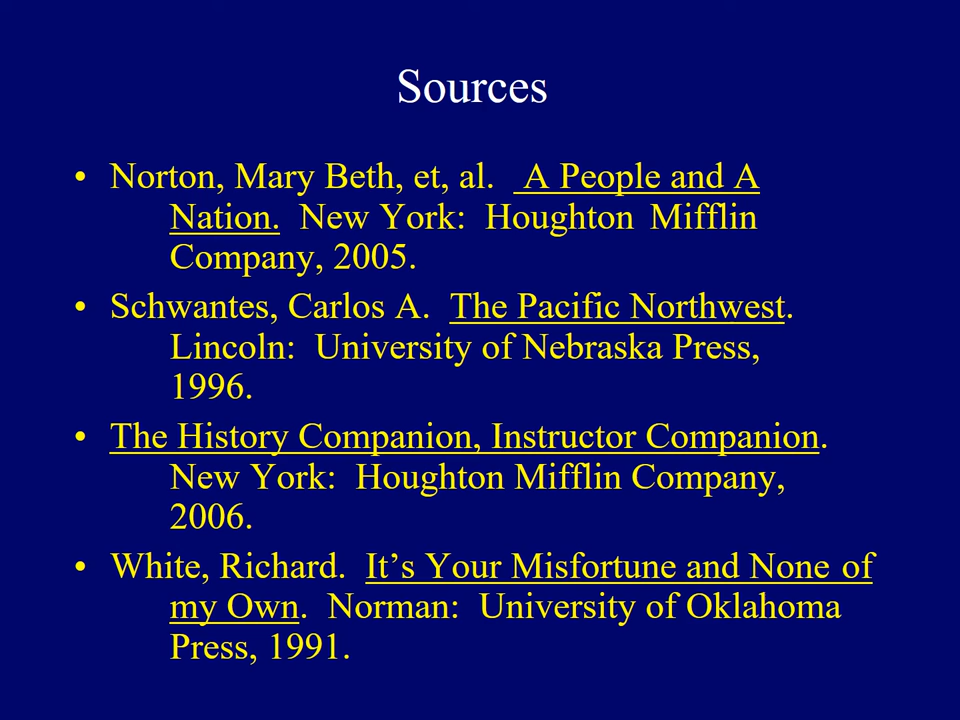 Sources
• Norton, Mary Beth, et, al.  A People and A
Nation.  New York:  Houghton Mifflin
Company, 2005.
• Schwantes, Carlos A.  The Pacific Northwest.
Lincoln:  University of Nebraska Press,
1996.
• The History Companion, Instructor Companion.
New York:  Houghton Mifflin Company,
2006.
• White, Richard.  It’s Your Misfortune and None of
my Own.  Norman:  University of Oklahoma
Press, 1991.